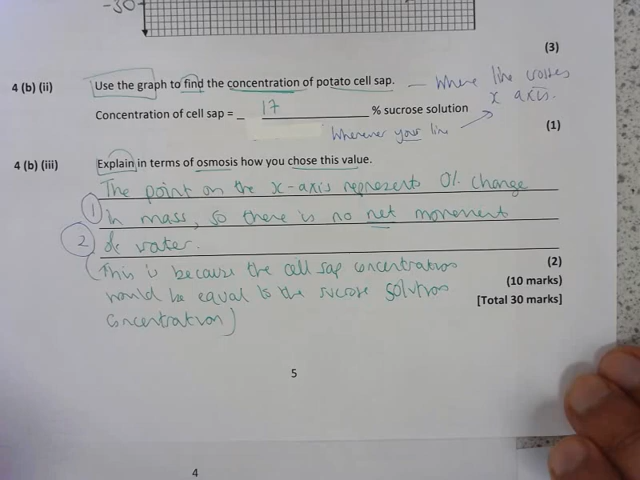 -30
(3)
4 (b) (ii) Use the graph to find the concentration of potato cell sap. — Where line crosses
x axis.
Concentration of cell sap = _ 17 % sucrose solution
Wherever your line
(1)
4 (b) (iii) Explain in terms of osmosis how you chose this value.
The point on the x-axis represents 0% change
1 in mass, so there is no net movement
2 of water.
(This is because the cell sap concentration (2)
would be equal to the sucrose solution (10 marks)
concentration) [Total 30 marks]
5
4